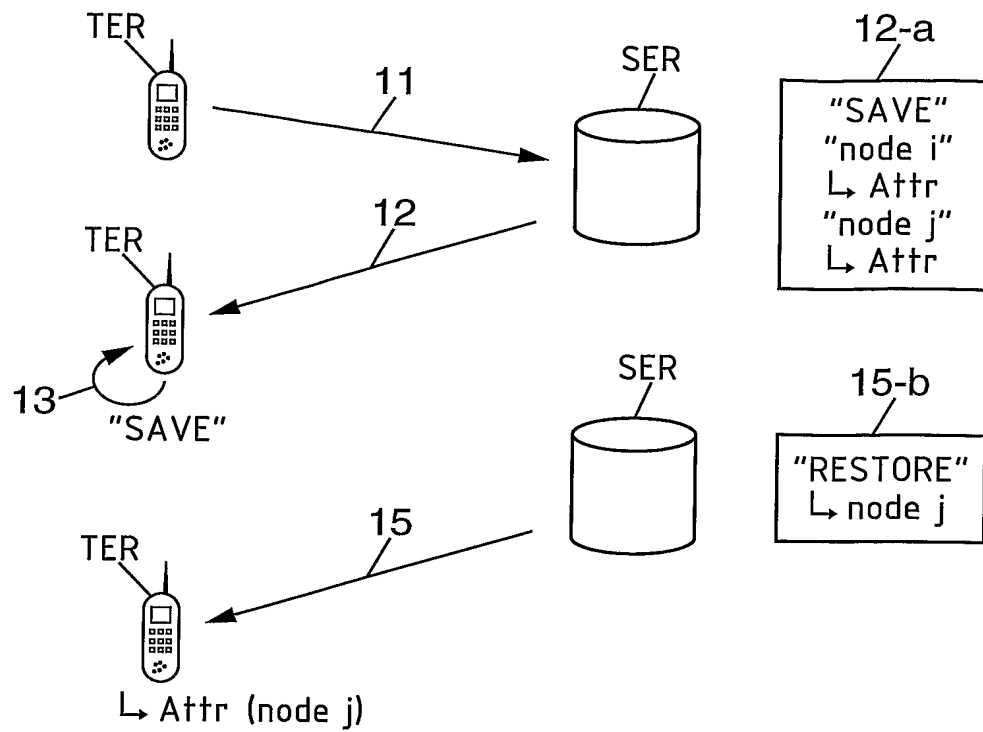 TER
11
SER
12-a
"SAVE"
"node i"
↳ Attr
"node j"
↳ Attr
TER
12
13
"SAVE"
SER
15-b
"RESTORE"
↳ node j
TER
15
↳ Attr (node j)